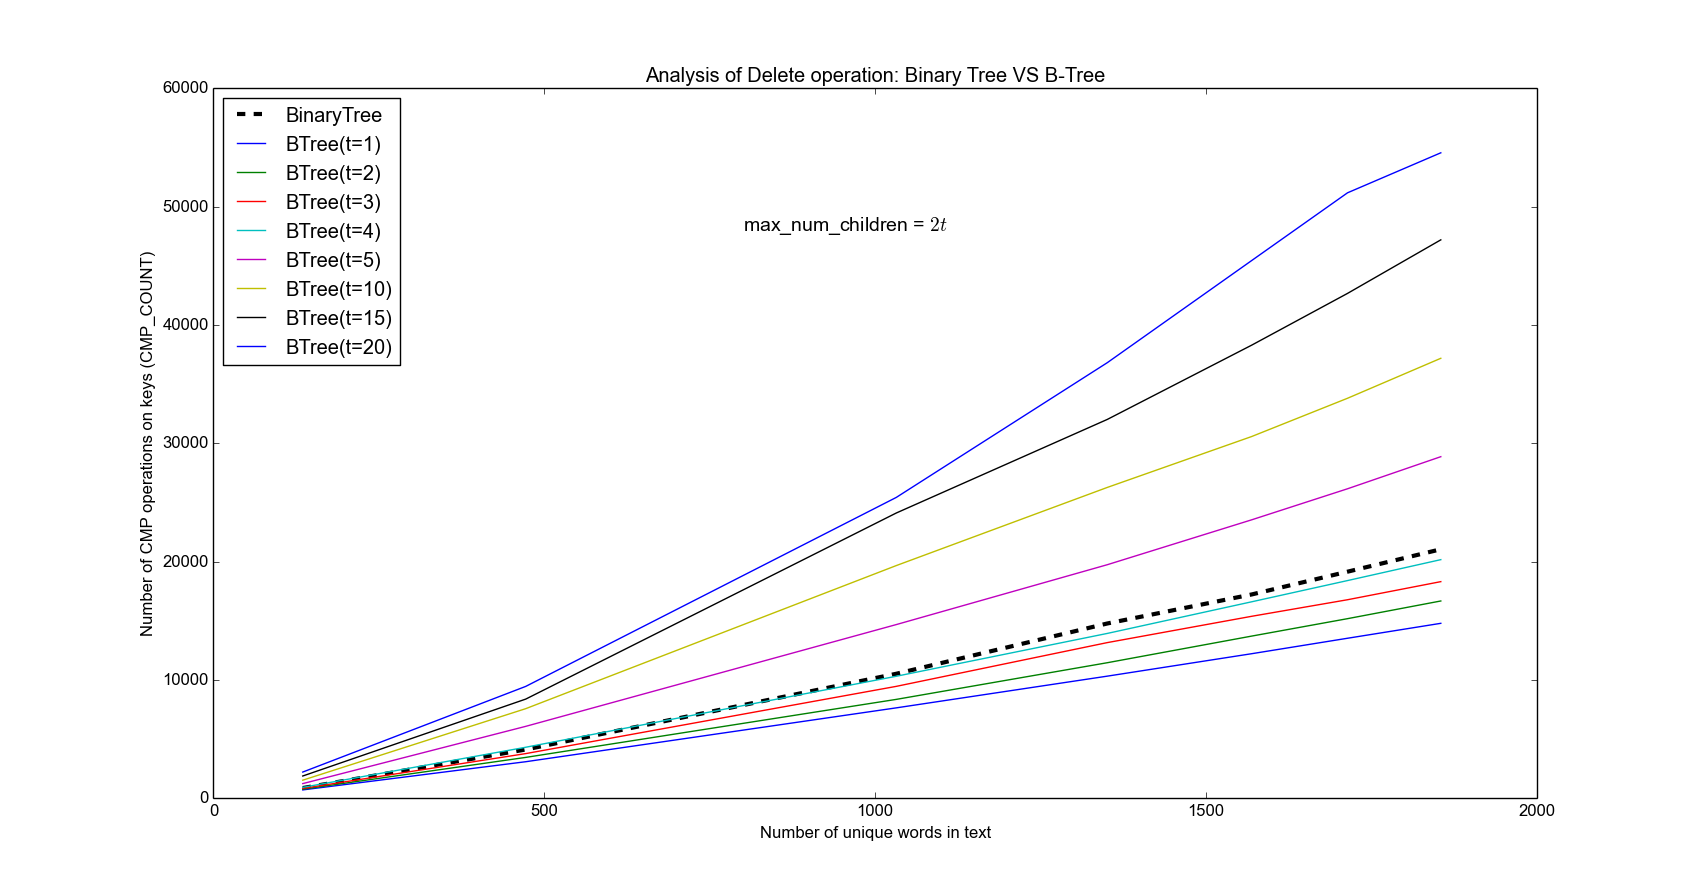 Analysis of Delete operation: Binary Tree VS B-Tree
60000
50000
40000
30000
20000
10000
0
Number of CMP operations on keys (CMP_COUNT)
BinaryTree
BTree(t=1)
BTree(t=2)
BTree(t=3)
BTree(t=4)
BTree(t=5)
BTree(t=10)
BTree(t=15)
BTree(t=20)
max_num_children = 2t
0 500 1000 1500 2000
Number of unique words in text